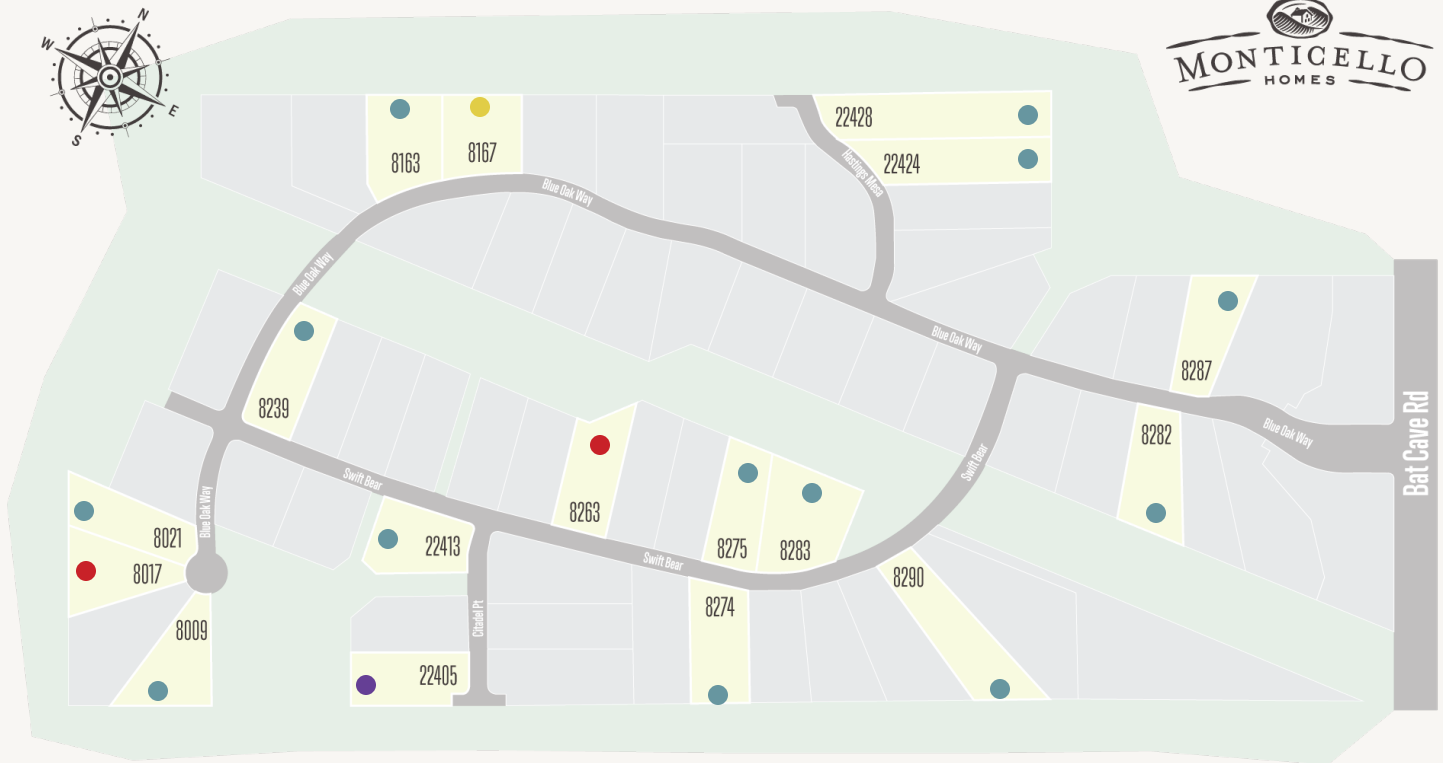 N
W
E
S
MONTICELLO
HOMES
22428
8163
8167
22424
Hastings Mesa
Blue Oak Way
Blue Oak Way
Blue Oak Way
8287
8239
8282
Blue Oak Way
Bat Cave Rd
Swift Bear
Swift Bear
8263
Blue Oak Way
8021
22413
8275
8283
Swift Bear
8017
8290
8274
Citadel Pt
8009
22405